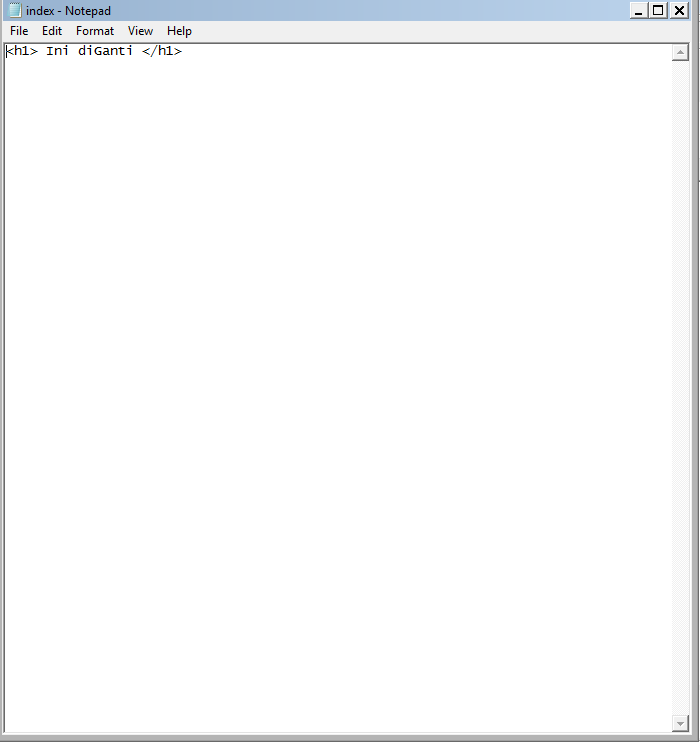 index - Notepad
File Edit Format View Help
<h1> Ini diGanti </h1>